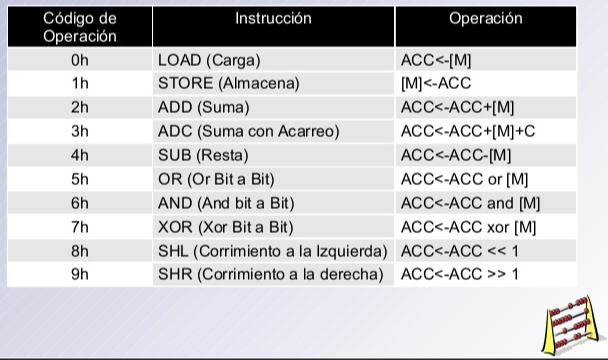 Código de Operación Instrucción Operación
0h LOAD (Carga) ACC<-[M]
1h STORE (Almacena) [M]<-ACC
2h ADD (Suma) ACC<-ACC+[M]
3h ADC (Suma con Acarreo) ACC<-ACC+[M]+C
4h SUB (Resta) ACC<-ACC-[M]
5h OR (Or Bit a Bit) ACC<-ACC or [M]
6h AND (And bit a Bit) ACC<-ACC and [M]
7h XOR (Xor Bit a Bit) ACC<-ACC xor [M]
8h SHL (Corrimiento a la Izquierda) ACC<-ACC << 1
9h SHR (Corrimiento a la derecha) ACC<-ACC >> 1